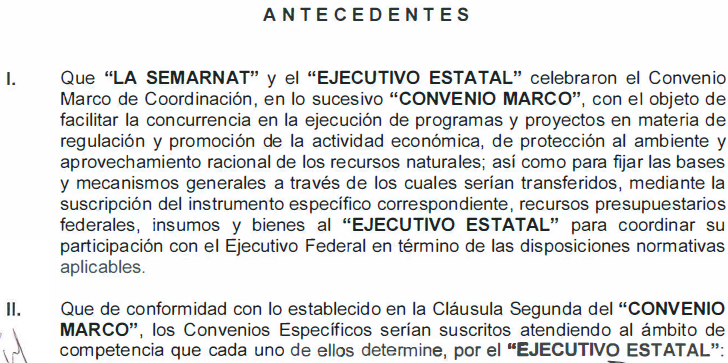 ANTECEDENTES
I. Que “LA SEMARNAT” y el “EJECUTIVO ESTATAL” celebraron el Convenio
Marco de Coordinación, en lo sucesivo “CONVENIO MARCO”, con el objeto de
facilitar la concurrencia en la ejecución de programas y proyectos en materia de
regulación y promoción de la actividad económica, de protección al ambiente y
aprovechamiento racional de los recursos naturales; así como para fijar las bases
y mecanismos generales a través de los cuales serían transferidos, mediante la
suscripción del instrumento específico correspondiente, recursos presupuestarios
federales, insumos y bienes al “EJECUTIVO ESTATAL” para coordinar su
participación con el Ejecutivo Federal en término de las disposiciones normativas
aplicables.
II. Que de conformidad con lo establecido en la Cláusula Segunda del “CONVENIO
MARCO”, los Convenios Específicos serían suscritos atendiendo al ámbito de
competencia que cada uno de ellos determine, por el “EJECUTIVO ESTATAL”: